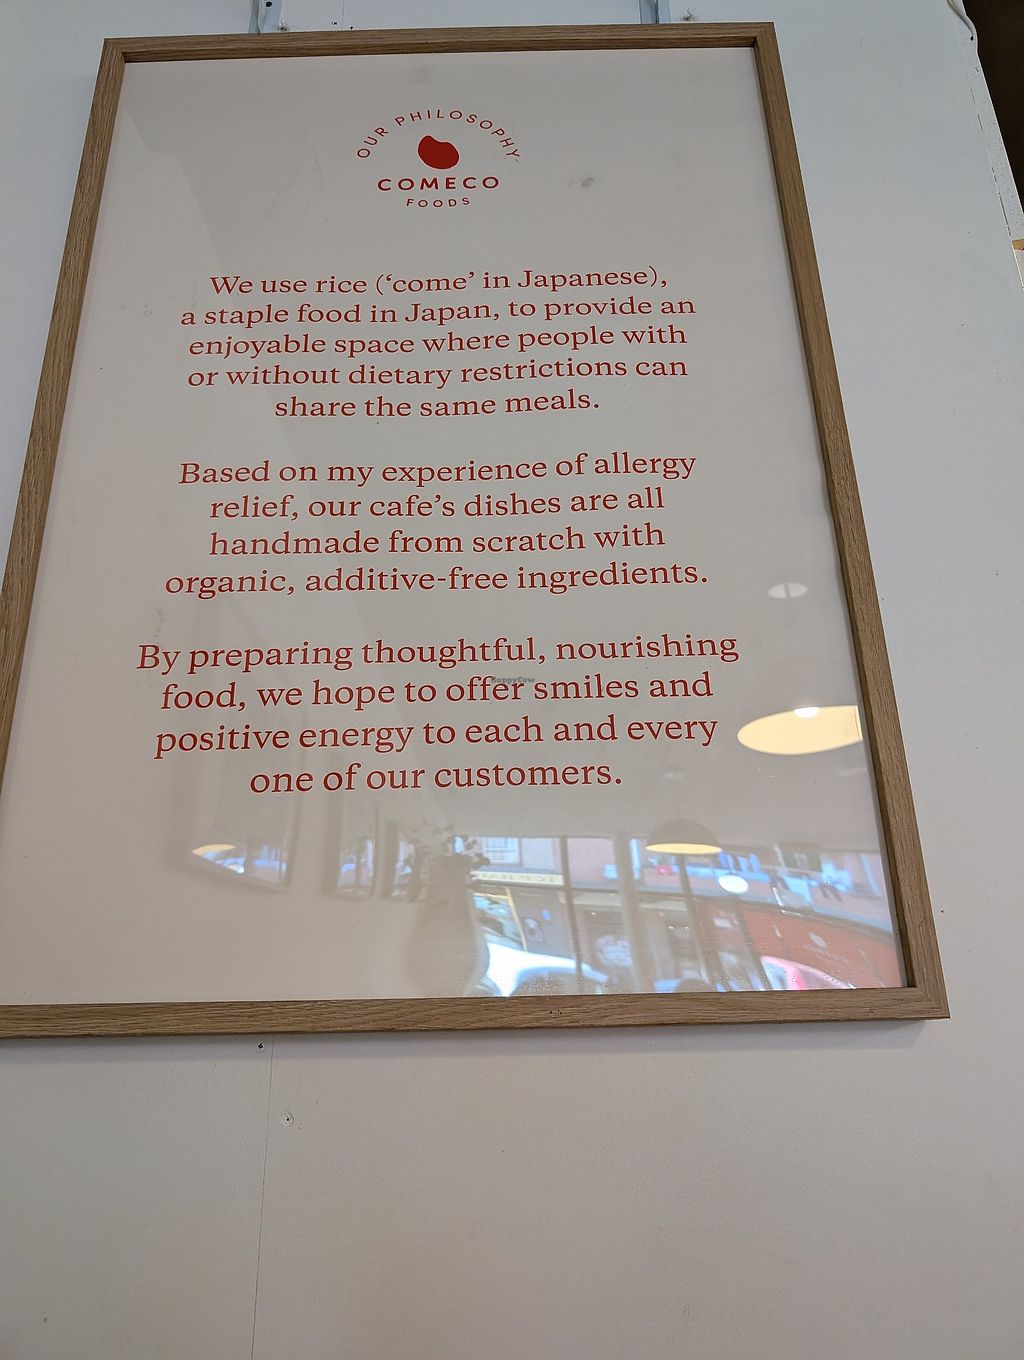 OUR PHILOSOPHY
COMECO
FOODS
We use rice (‘come’ in Japanese),
a staple food in Japan, to provide an
enjoyable space where people with
or without dietary restrictions can
share the same meals.
Based on my experience of allergy
relief, our cafe’s dishes are all
handmade from scratch with
organic, additive-free ingredients.
By preparing thoughtful, nourishing
food, we hope to offer smiles and
positive energy to each and every
one of our customers.
HappyCow